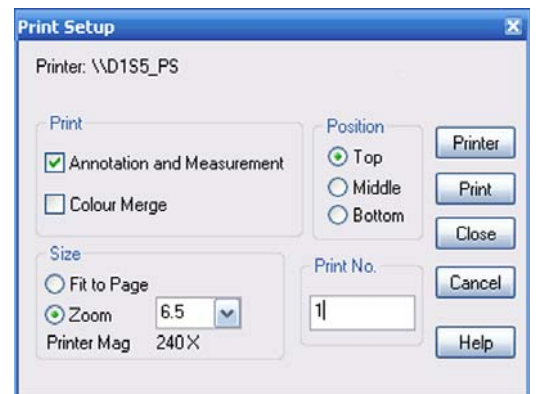 Print Setup
Printer: \\D1S5_PS
Print
Annotation and Measurement
Colour Merge
Position
Top
Middle
Bottom
Size
Fit to Page
Zoom 6.5
Printer Mag 240X
Print No.
1
Printer
Print
Close
Cancel
Help